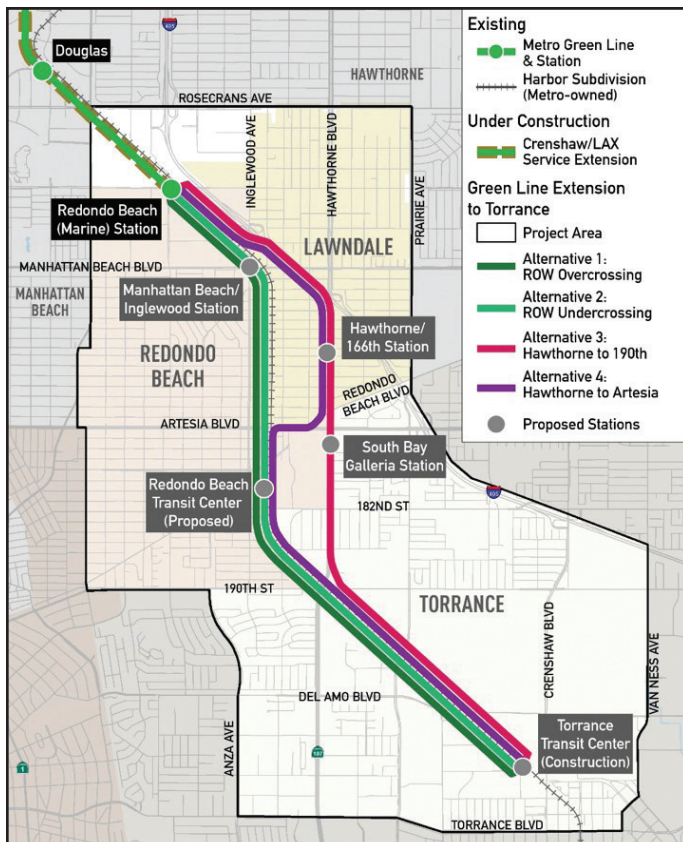 Douglas
405
HAWTHORNE
ROSECRANS AVE
INGLEWOOD AVE
HAWTHORNE BLVD
PRAIRIE AVE
Redondo Beach
(Marine) Station
LAWNDALE
MANHATTAN BEACH BLVD
MANHATTAN
BEACH
Manhattan Beach/
Inglewood Station
Hawthorne/
166th Station
REDONDO
BEACH
REDONDO
BEACH BLVD
ARTESIA BLVD
South Bay
Galleria Station
Redondo Beach
Transit Center
(Proposed)
405
182ND ST
190TH ST
TORRANCE
CRENSHAW BLVD
VAN NESS AVE
DEL AMO BLVD
ANZA AVE
107
1
Torrance
Transit Center
(Construction)
TORRANCE BLVD
Existing
Metro Green Line
& Station
Harbor Subdivision
(Metro-owned)
Under Construction
Crenshaw/LAX
Service Extension
Green Line Extension
to Torrance
Project Area
Alternative 1:
ROW Overcrossing
Alternative 2:
ROW Undercrossing
Alternative 3:
Hawthorne to 190th
Alternative 4:
Hawthorne to Artesia
Proposed Stations